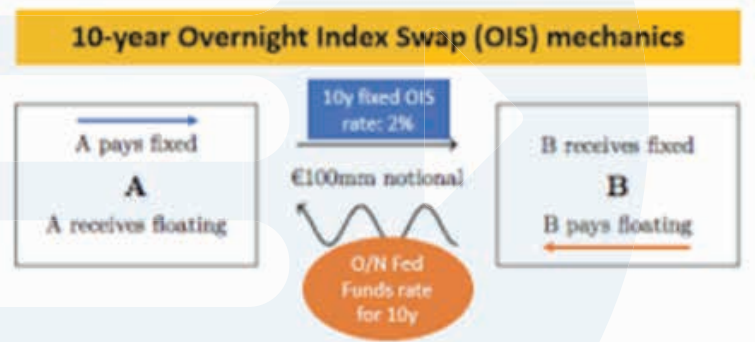 10-year Overnight Index Swap (OIS) mechanics
10y fixed OIS
rate: 2%
A pays fixed
A
A receives floating
€100mm notional
B receives fixed
B
B pays floating
O/N Fed
Funds rate
for 10y